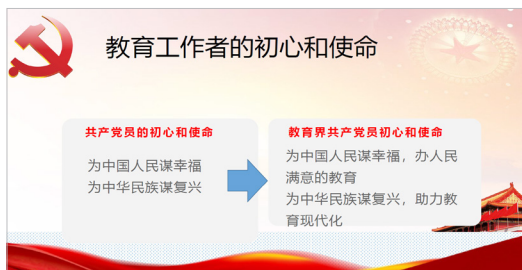 教育工作者的初心和使命
共产党员的初心和使命
为中国人民谋幸福
为中华民族谋复兴
教育界共产党员初心和使命
为中国人民谋幸福，办人民
满意的教育
为中华民族谋复兴，助力教
育现代化